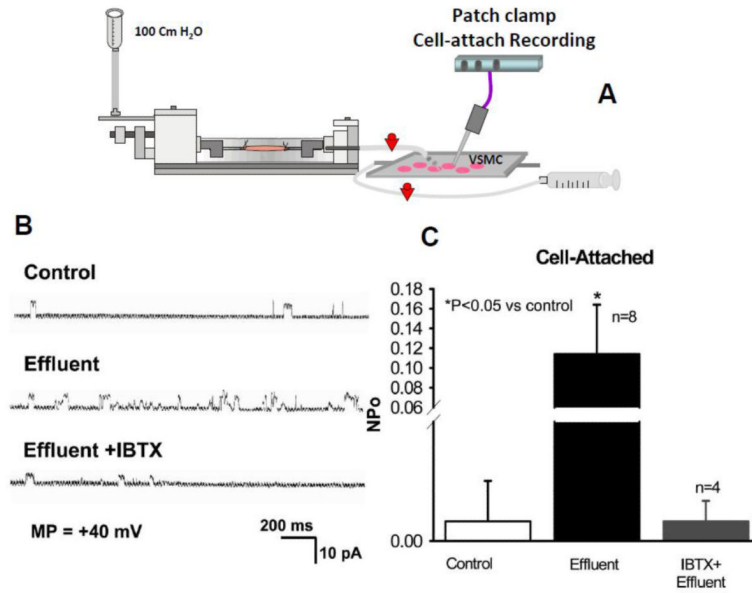 100 Cm H₂O
Patch clamp
Cell-attach Recording
A
VSMC
B
Control
Effluent
Effluent +IBTX
MP = +40 mV
200 ms
10 pA
C
Cell-Attached
*P<0.05 vs control
*
n=8
n=4
NPo
0.18
0.16
0.14
0.12
0.10
0.08
0.06
0.00
Control
Effluent
IBTX+
Effluent